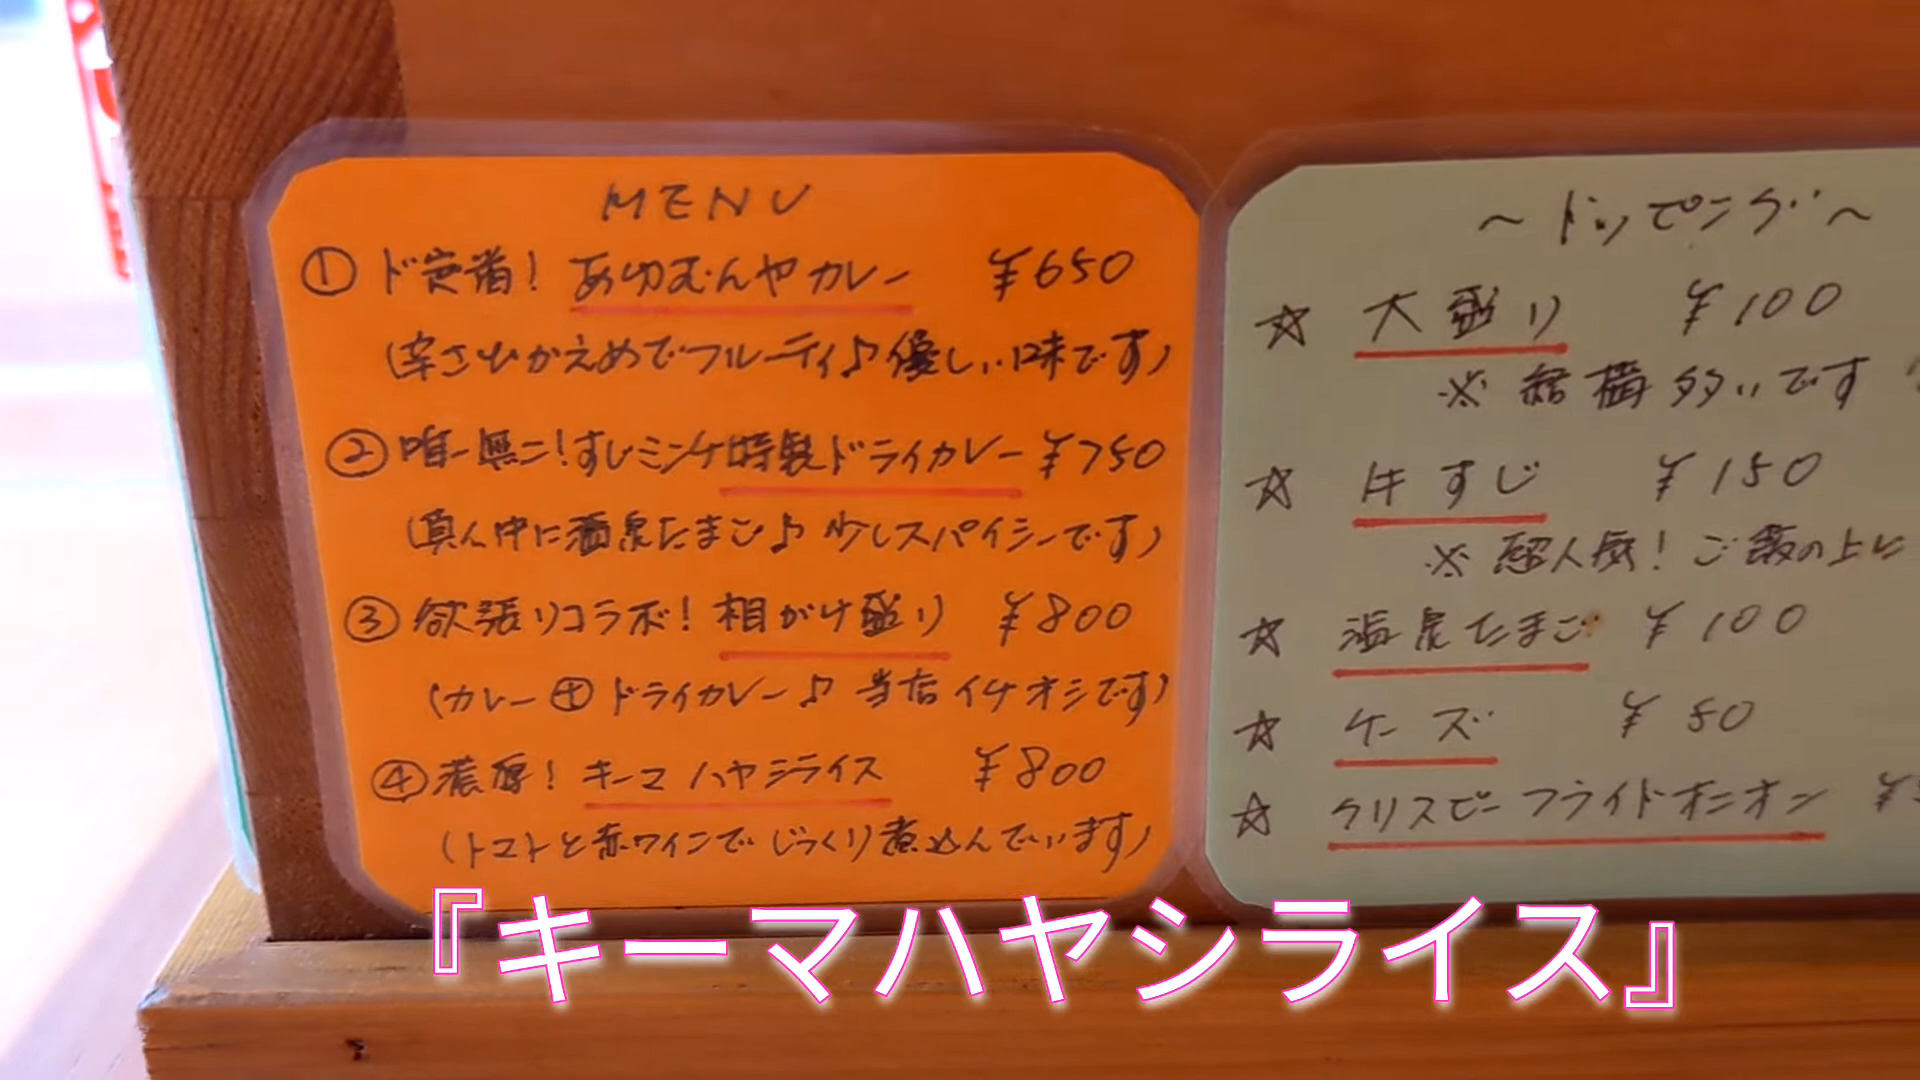 MENU
① ド定着! あゆむんやカレー ¥650
(辛さひかえめでフルーティ♪優しい味です)
② 唯一無二!すじミンチ特製ドライカレー ¥750
(真ん中に温泉たまご♪ 少しスパイシーです)
③ 欲張りコラボ! 相がけ盛り ¥800
(カレー⊕ドライカレー♪ 当店イチオシです)
④ 濃厚! キーマハヤシライス ¥800
(トマトと赤ワインでじっくり煮込んでいます)
~トッピング~
☆ 大盛り ¥100
※ 結構多いです
☆ 牛すじ ¥150
※ 超人気! ご飯の上に
☆ 温泉たまご ¥100
☆ チーズ ¥50
☆ クリスピーフライドオニオン ¥
『キーマハヤシライス』